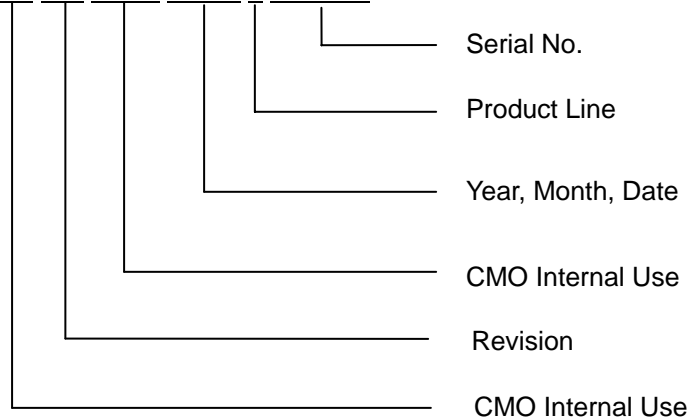 Serial No.
Product Line
Year, Month, Date
CMO Internal Use
Revision
CMO Internal Use